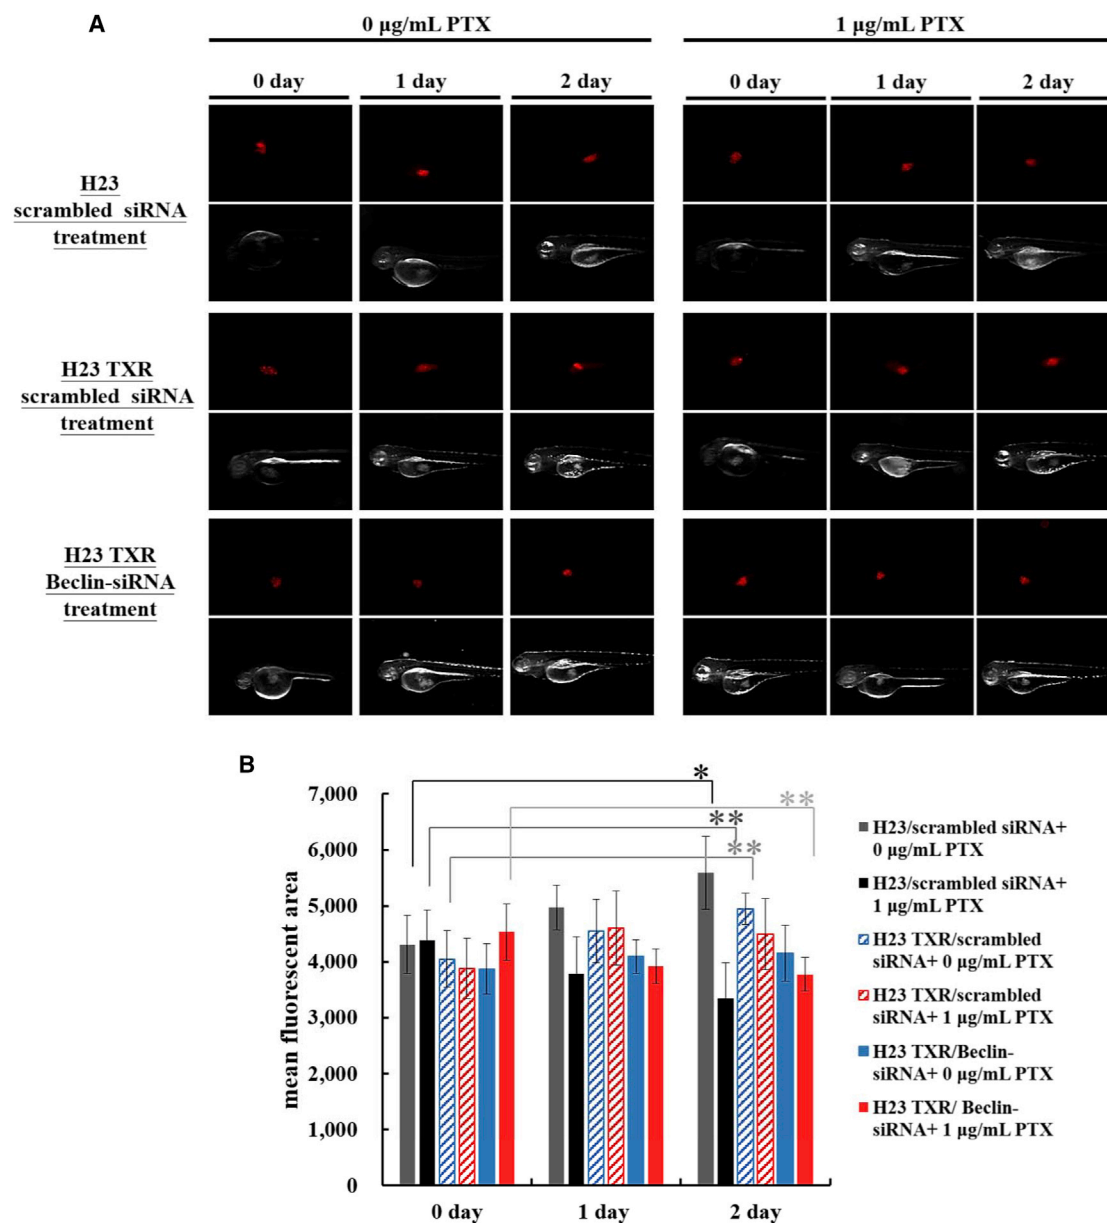 A
0 µg/mL PTX
1 µg/mL PTX
0 day
1 day
2 day
0 day
1 day
2 day
H23
scrambled siRNA
treatment
H23 TXR
scrambled siRNA
treatment
H23 TXR
Beclin-siRNA
treatment
B
mean fluorescent area
7,000
6,000
5,000
4,000
3,000
2,000
1,000
0
*
**
**
**
0 day
1 day
2 day
H23/scrambled siRNA+
0 µg/mL PTX
H23/scrambled siRNA+
1 µg/mL PTX
H23 TXR/scrambled
siRNA+ 0 µg/mL PTX
H23 TXR/scrambled
siRNA+ 1 µg/mL PTX
H23 TXR/Beclin-
siRNA+ 0 µg/mL PTX
H23 TXR/ Beclin-
siRNA+ 1 µg/mL PTX